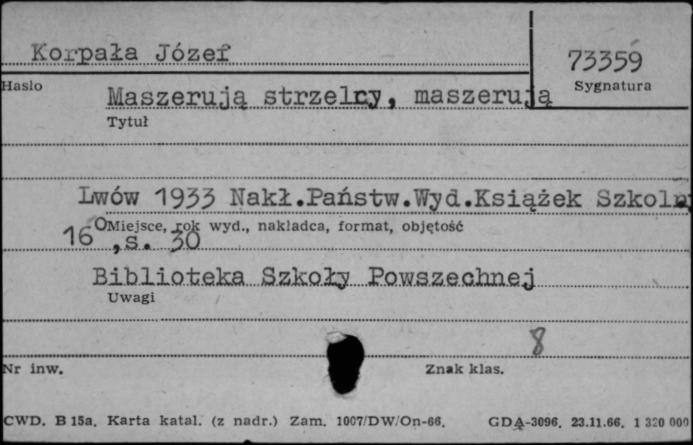 Korpała Józef
73359
Hasło
Sygnatura
Maszerują strzelcy, maszerują
Tytuł
Lwów 1933 Nakł.Państw.Wyd.Książek Szkolny
Miejsce, rok wyd., nakładca, format, objętość
16 o, s. 30
Biblioteka Szkoły Powszechnej
Uwagi
8
Nr inw.
Znak klas.
CWD. B 15a. Karta katal. (z nadr.) Zam. 1007/DW/On-66. GDA-3096. 23.11.66. 1 320 000